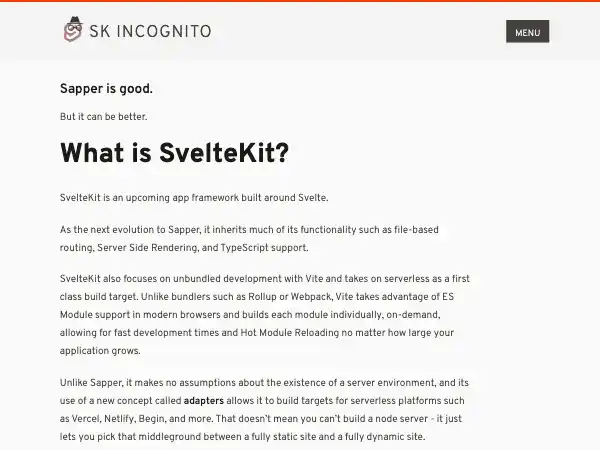 SK INCOGNITO
MENU
Sapper is good.
But it can be better.
What is SvelteKit?
SvelteKit is an upcoming app framework built around Svelte.
As the next evolution to Sapper, it inherits much of its functionality such as file-based
routing, Server Side Rendering, and TypeScript support.
SvelteKit also focuses on unbundled development with Vite and takes on serverless as a first
class build target. Unlike bundlers such as Rollup or Webpack, Vite takes advantage of ES
Module support in modern browsers and builds each module individually, on-demand,
allowing for fast development times and Hot Module Reloading no matter how large your
application grows.
Unlike Sapper, it makes no assumptions about the existence of a server environment, and its
use of a new concept called adapters allows it to build targets for serverless platforms such
as Vercel, Netlify, Begin, and more. That doesn't mean you can't build a node server - it just
lets you pick that middleground between a fully static site and a fully dynamic site.